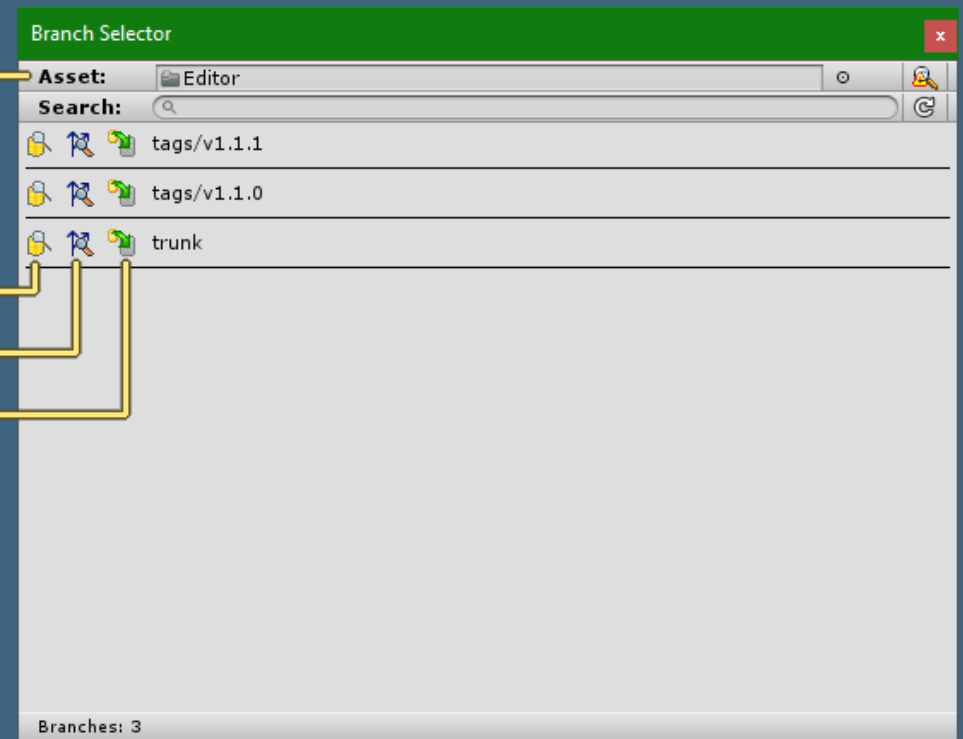 Branch Selector
x
Asset: Editor
Search:
tags/v1.1.1
tags/v1.1.0
trunk
Branches: 3